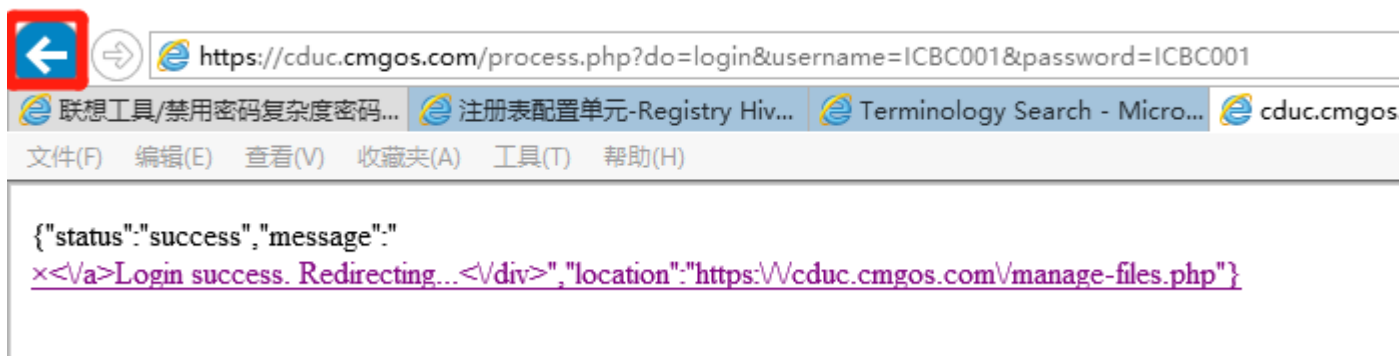 https://cduc.cmgos.com/process.php?do=login&username=ICBC001&password=ICBC001
联想工具/禁用密码复杂度密码... 注册表配置单元-Registry Hiv... Terminology Search - Micro... cduc.cmgos.
文件(F) 编辑(E) 查看(V) 收藏夹(A) 工具(T) 帮助(H)
{"status":"success","message":"
×<\/a>Login success. Redirecting...<\/div>","location":"https:\/\/cduc.cmgos.com\/manage-files.php"}